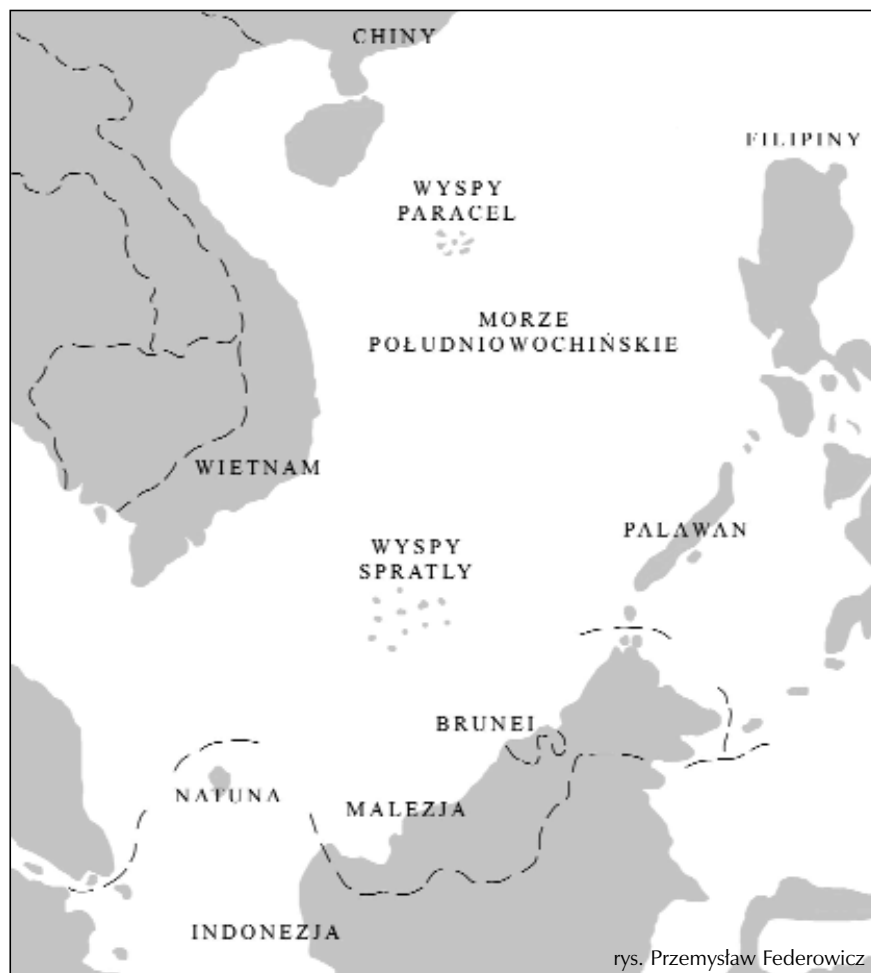 CHINY
FILIPINY
WYSPY
PARACEL
MORZE
POŁUDNIOWOCHIŃSKIE
WIETNAM
PALAWAN
WYSPY
SPRATLY
BRUNEI
NATUNA
MALEZJA
INDONEZJA
rys. Przemysław Federowicz